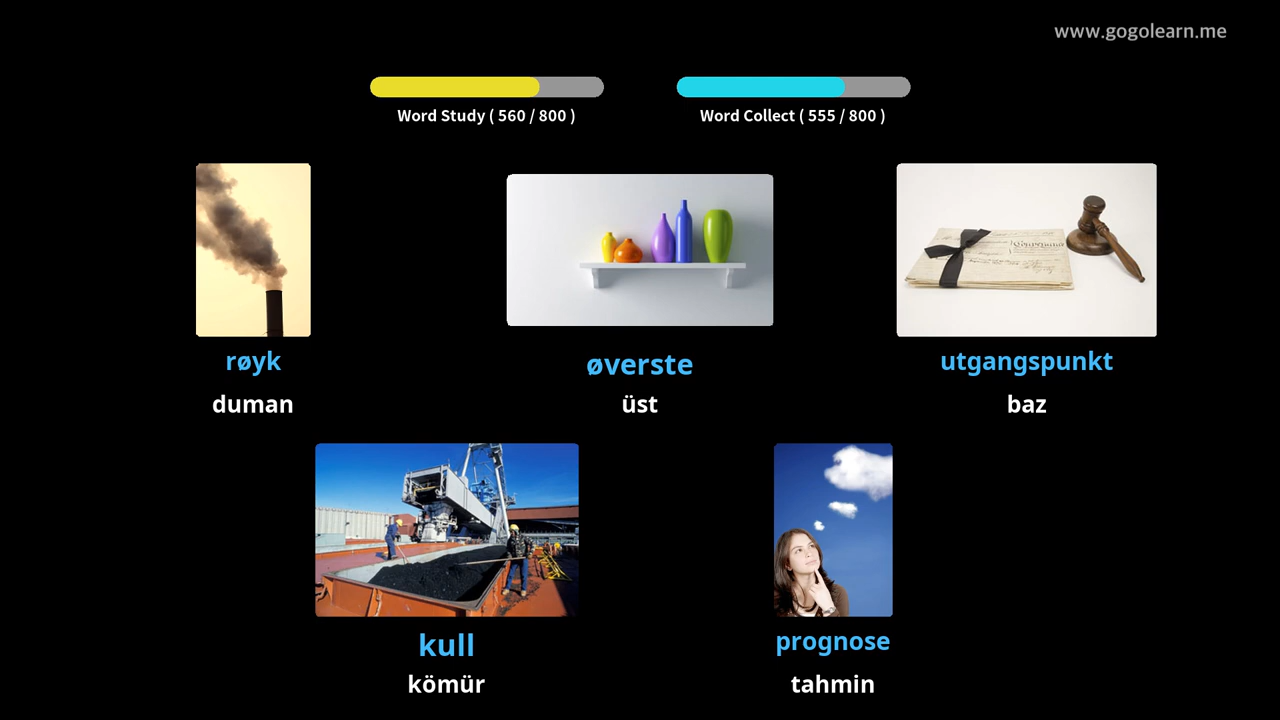 www.gogolearn.me
Word Study ( 560 / 800 )
Word Collect ( 555 / 800 )
røyk
øverste
utgangspunkt
duman
üst
baz
kull
prognose
kömür
tahmin